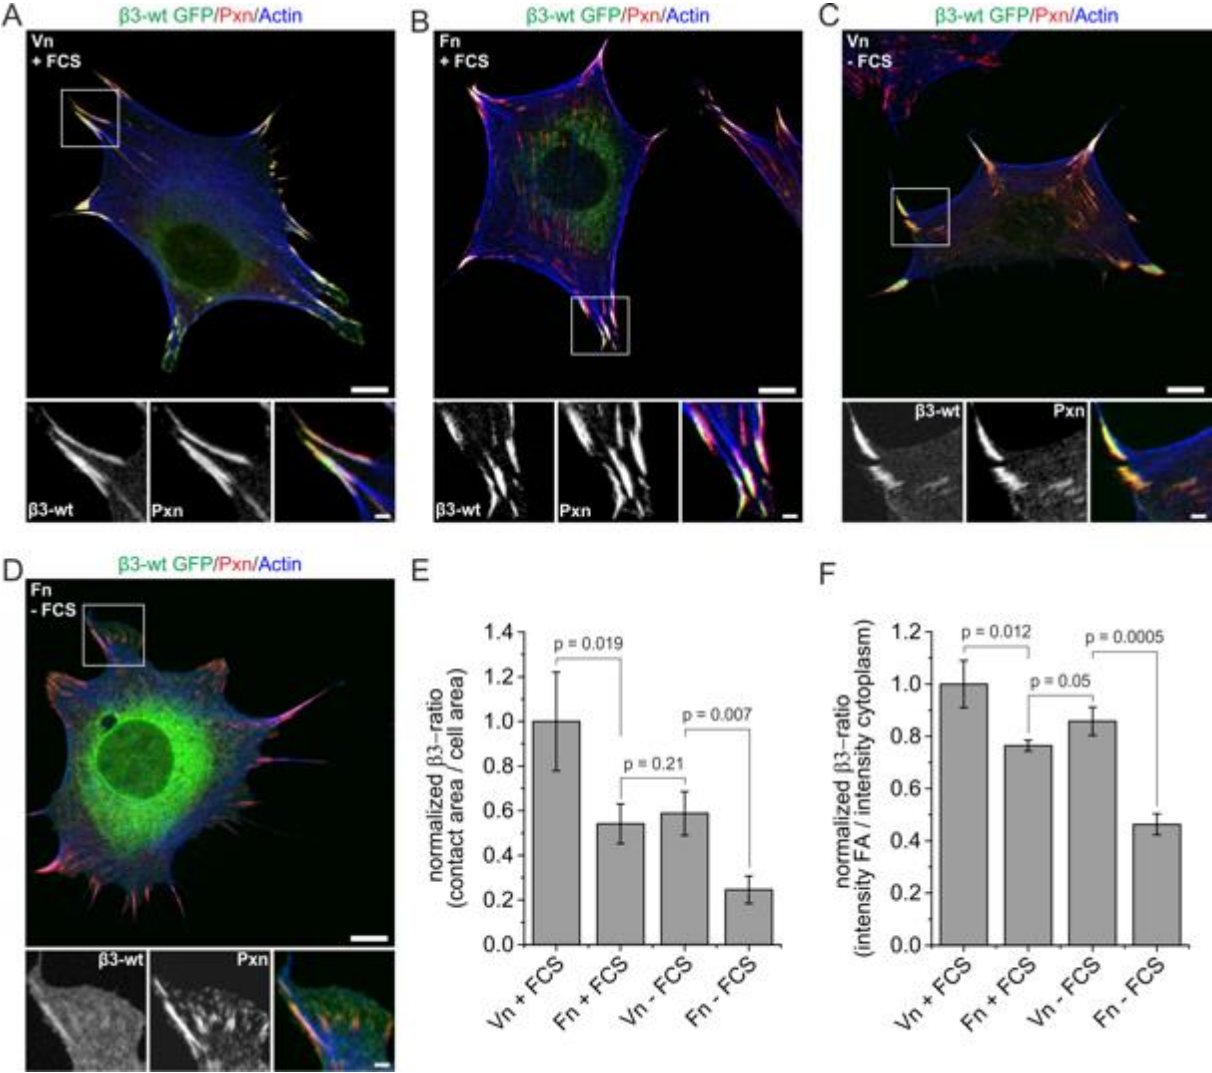 A
β3-wt GFP/Pxn/Actin
Vn
+ FCS
β3-wt
Pxn
B
β3-wt GFP/Pxn/Actin
Fn
+ FCS
β3-wt
Pxn
C
β3-wt GFP/Pxn/Actin
Vn
- FCS
β3-wt
Pxn
D
β3-wt GFP/Pxn/Actin
Fn
- FCS
β3-wt
Pxn
E
normalized β3-ratio
(contact area / cell area)
1.4
1.2
1.0
0.8
0.6
0.4
0.2
0.0
p = 0.019
p = 0.007
p = 0.21
Vn + FCS
Fn + FCS
Vn - FCS
Fn - FCS
F
normalized β3-ratio
(intensity FA / intensity cytoplasm)
1.2
1.0
0.8
0.6
0.4
0.2
0.0
p = 0.012
p = 0.0005
p = 0.05
Vn + FCS
Fn + FCS
Vn - FCS
Fn - FCS